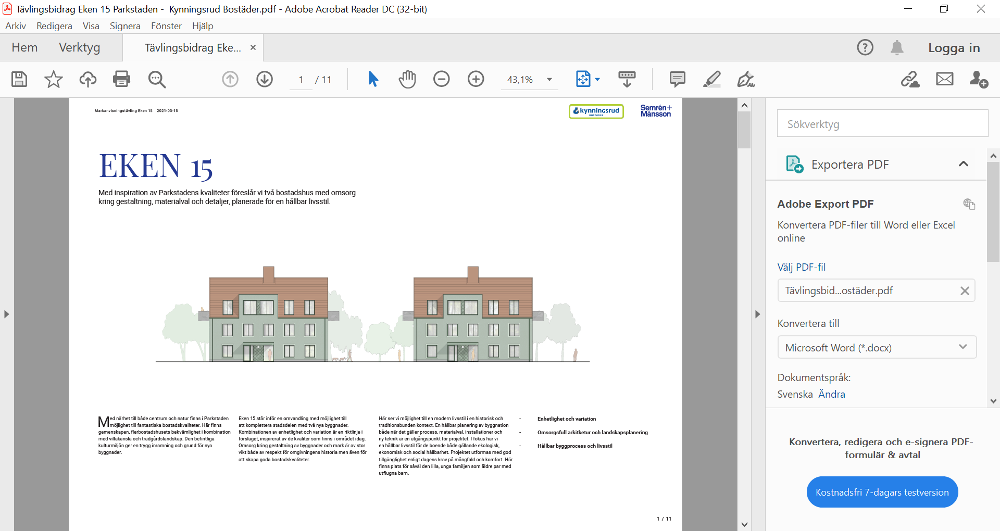 Tävlingsbidrag Eken 15 Parkstaden - Kynningsrud Bostäder.pdf - Adobe Acrobat Reader DC (32-bit)
Arkiv Redigera Visa Signera Fönster Hjälp
Hem Verktyg Tävlingsbidrag Eke... Logga in
1 / 11 43,1%
Markanvisningstävling Eken 15 2021-03-15
kynningsrud
BOSTÄDER
Semrén+
Månsson
EKEN 15
Med inspiration av Parkstadens kvaliteter föreslår vi två bostadshus med omsorg
kring gestaltning, materialval och detaljer, planerade för en hållbar livsstil.
Med närhet till både centrum och natur finns i Parkstaden
möjlighet till fantastiska bostadskvaliteter. Här finns
gemenskapen, flerbostadshusets bekvämlighet i kombination
med villakänsla och trädgårdslandskap. Den befintliga
kulturmiljön ger en trygg inramning och grund för nya
byggnader.
Eken 15 står inför en omvandling med möjlighet till
att komplettera stadsdelen med två nya byggnader.
Kombinationen av enhetlighet och variation är en riktlinje i
förslaget, inspirerat av de kvaliter som finns i området idag.
Omsorg kring gestaltning av byggnader och mark är av stor
vikt både av respekt för omgivningens historia men även för
att skapa goda bostadskvaliteter.
Här ser vi möjlighet till en modern livsstil i en historisk och
traditionsbunden kontext. En hållbar planering av byggnation
både när det gäller process, materialval, installationer och
ny teknik är en utgångspunkt för projektet. I fokus har vi
en hållbar livsstil för de boende både gällande ekologisk,
ekonomisk och social hållbarhet. Projektet utformas med god
tillgänglighet enligt dagens krav på mångfald och komfort. Här
finns plats för såväl den lilla, unga familjen som äldre par med
utflugna barn.
- Enhetlighet och variation
- Omsorgsfull arkitketur och landskapsplanering
- Hållbar byggprocess och livsstil
1 / 11
Sökverktyg
Exportera PDF
Adobe Export PDF
Konvertera PDF-filer till Word eller Excel
online
Välj PDF-fil
Tävlingsbid...ostäder.pdf
Konvertera till
Microsoft Word (*.docx)
Dokumentspråk:
Svenska Ändra
Konvertera, redigera och e-signera PDF-
formulär & avtal
Kostnadsfri 7-dagars testversion